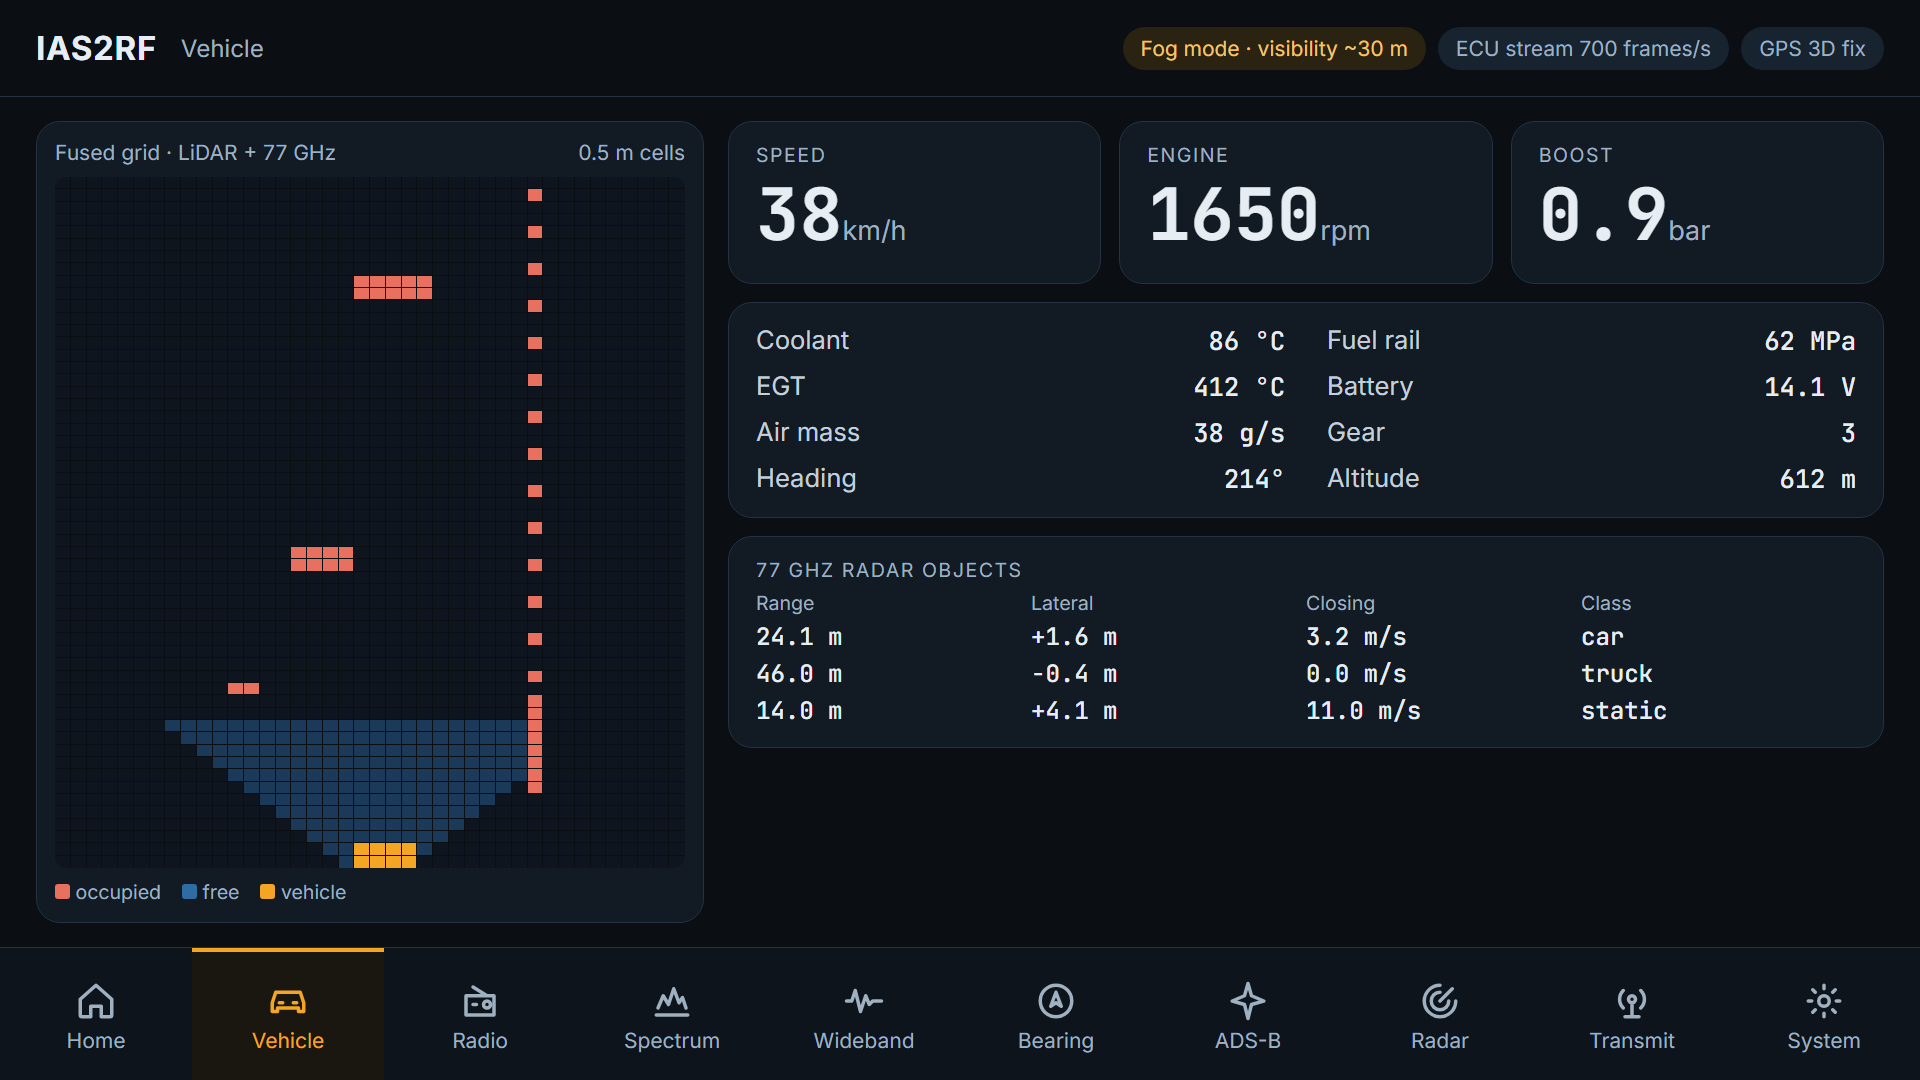 IAS2RF Vehicle
Fog mode · visibility ~30 m
ECU stream 700 frames/s
GPS 3D fix
Fused grid · LiDAR + 77 GHz
0.5 m cells
occupied free vehicle
SPEED
38km/h
ENGINE
1650rpm
BOOST
0.9bar
Coolant 86 °C Fuel rail 62 MPa
EGT 412 °C Battery 14.1 V
Air mass 38 g/s Gear 3
Heading 214° Altitude 612 m
77 GHZ RADAR OBJECTS
Range Lateral Closing Class
24.1 m +1.6 m 3.2 m/s car
46.0 m -0.4 m 0.0 m/s truck
14.0 m +4.1 m 11.0 m/s static
Home Vehicle Radio Spectrum Wideband Bearing ADS-B Radar Transmit System